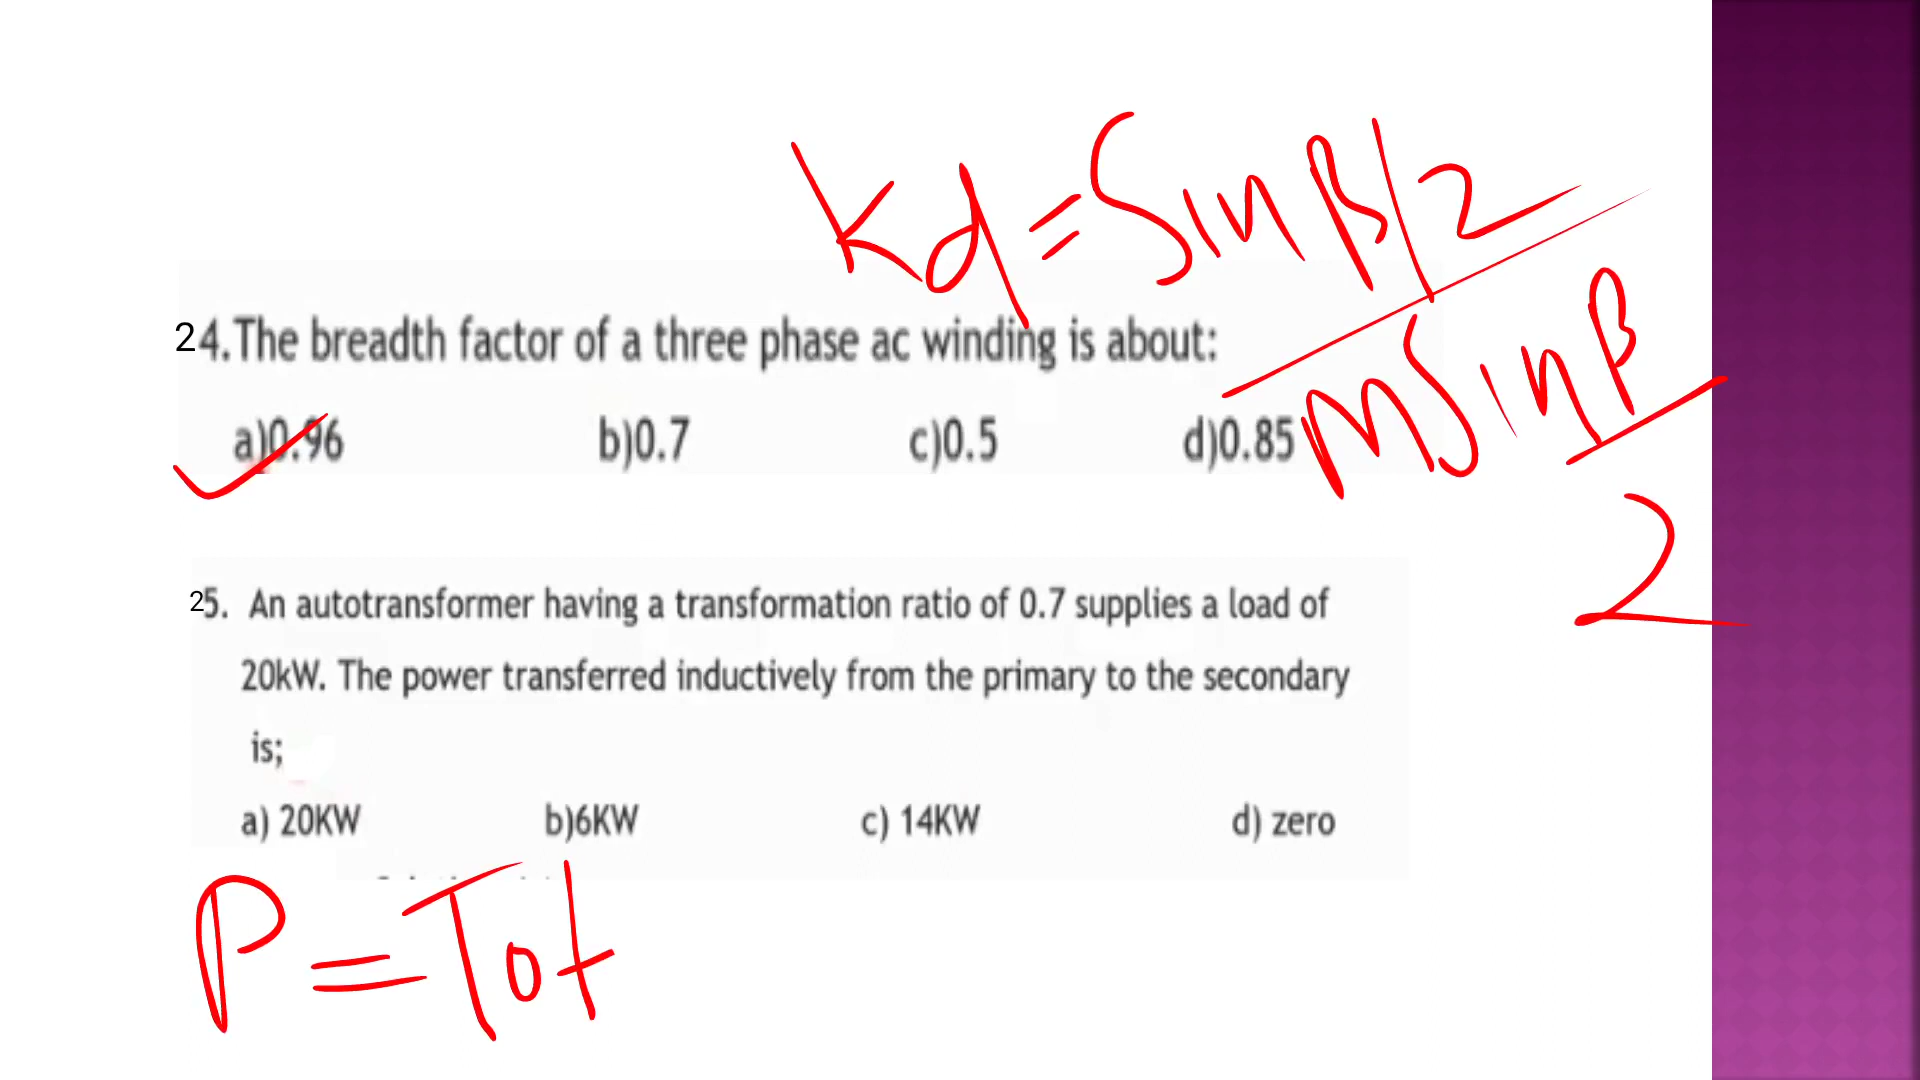 Kd = Sin β/2
24. The breadth factor of a three phase ac winding is about:
MSin β
2
a)0.96 b)0.7 c)0.5 d)0.85
25. An autotransformer having a transformation ratio of 0.7 supplies a load of
20kW. The power transferred inductively from the primary to the secondary
is;
a) 20KW b)6KW c) 14KW d) zero
P = Tot